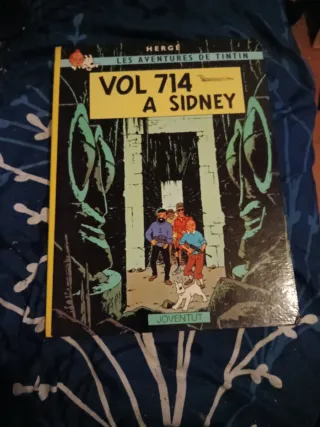 HERGÉ
LES AVENTURES DE TINTIN
VOL 714
A SIDNEY
JOVENTUT